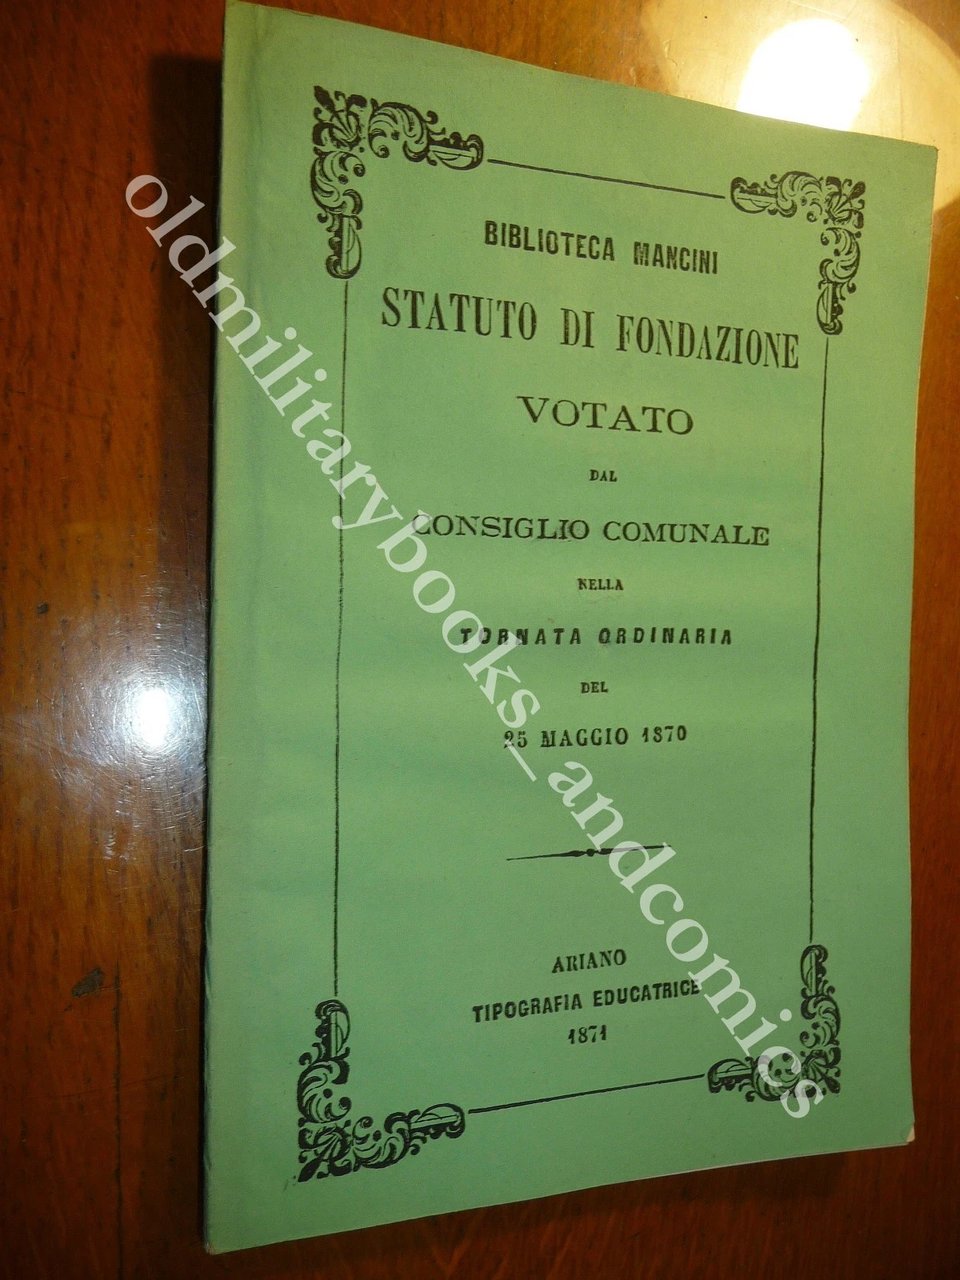 BIBLIOTECA MANCINI
STATUTO DI FONDAZIONE
VOTATO
DAL
CONSIGLIO COMUNALE
NELLA
TORNATA ORDINARIA
DEL
25 MAGGIO 1870
ARIANO
TIPOGRAFIA EDUCATRICE
1871
oldmilitarybooks_andcomics